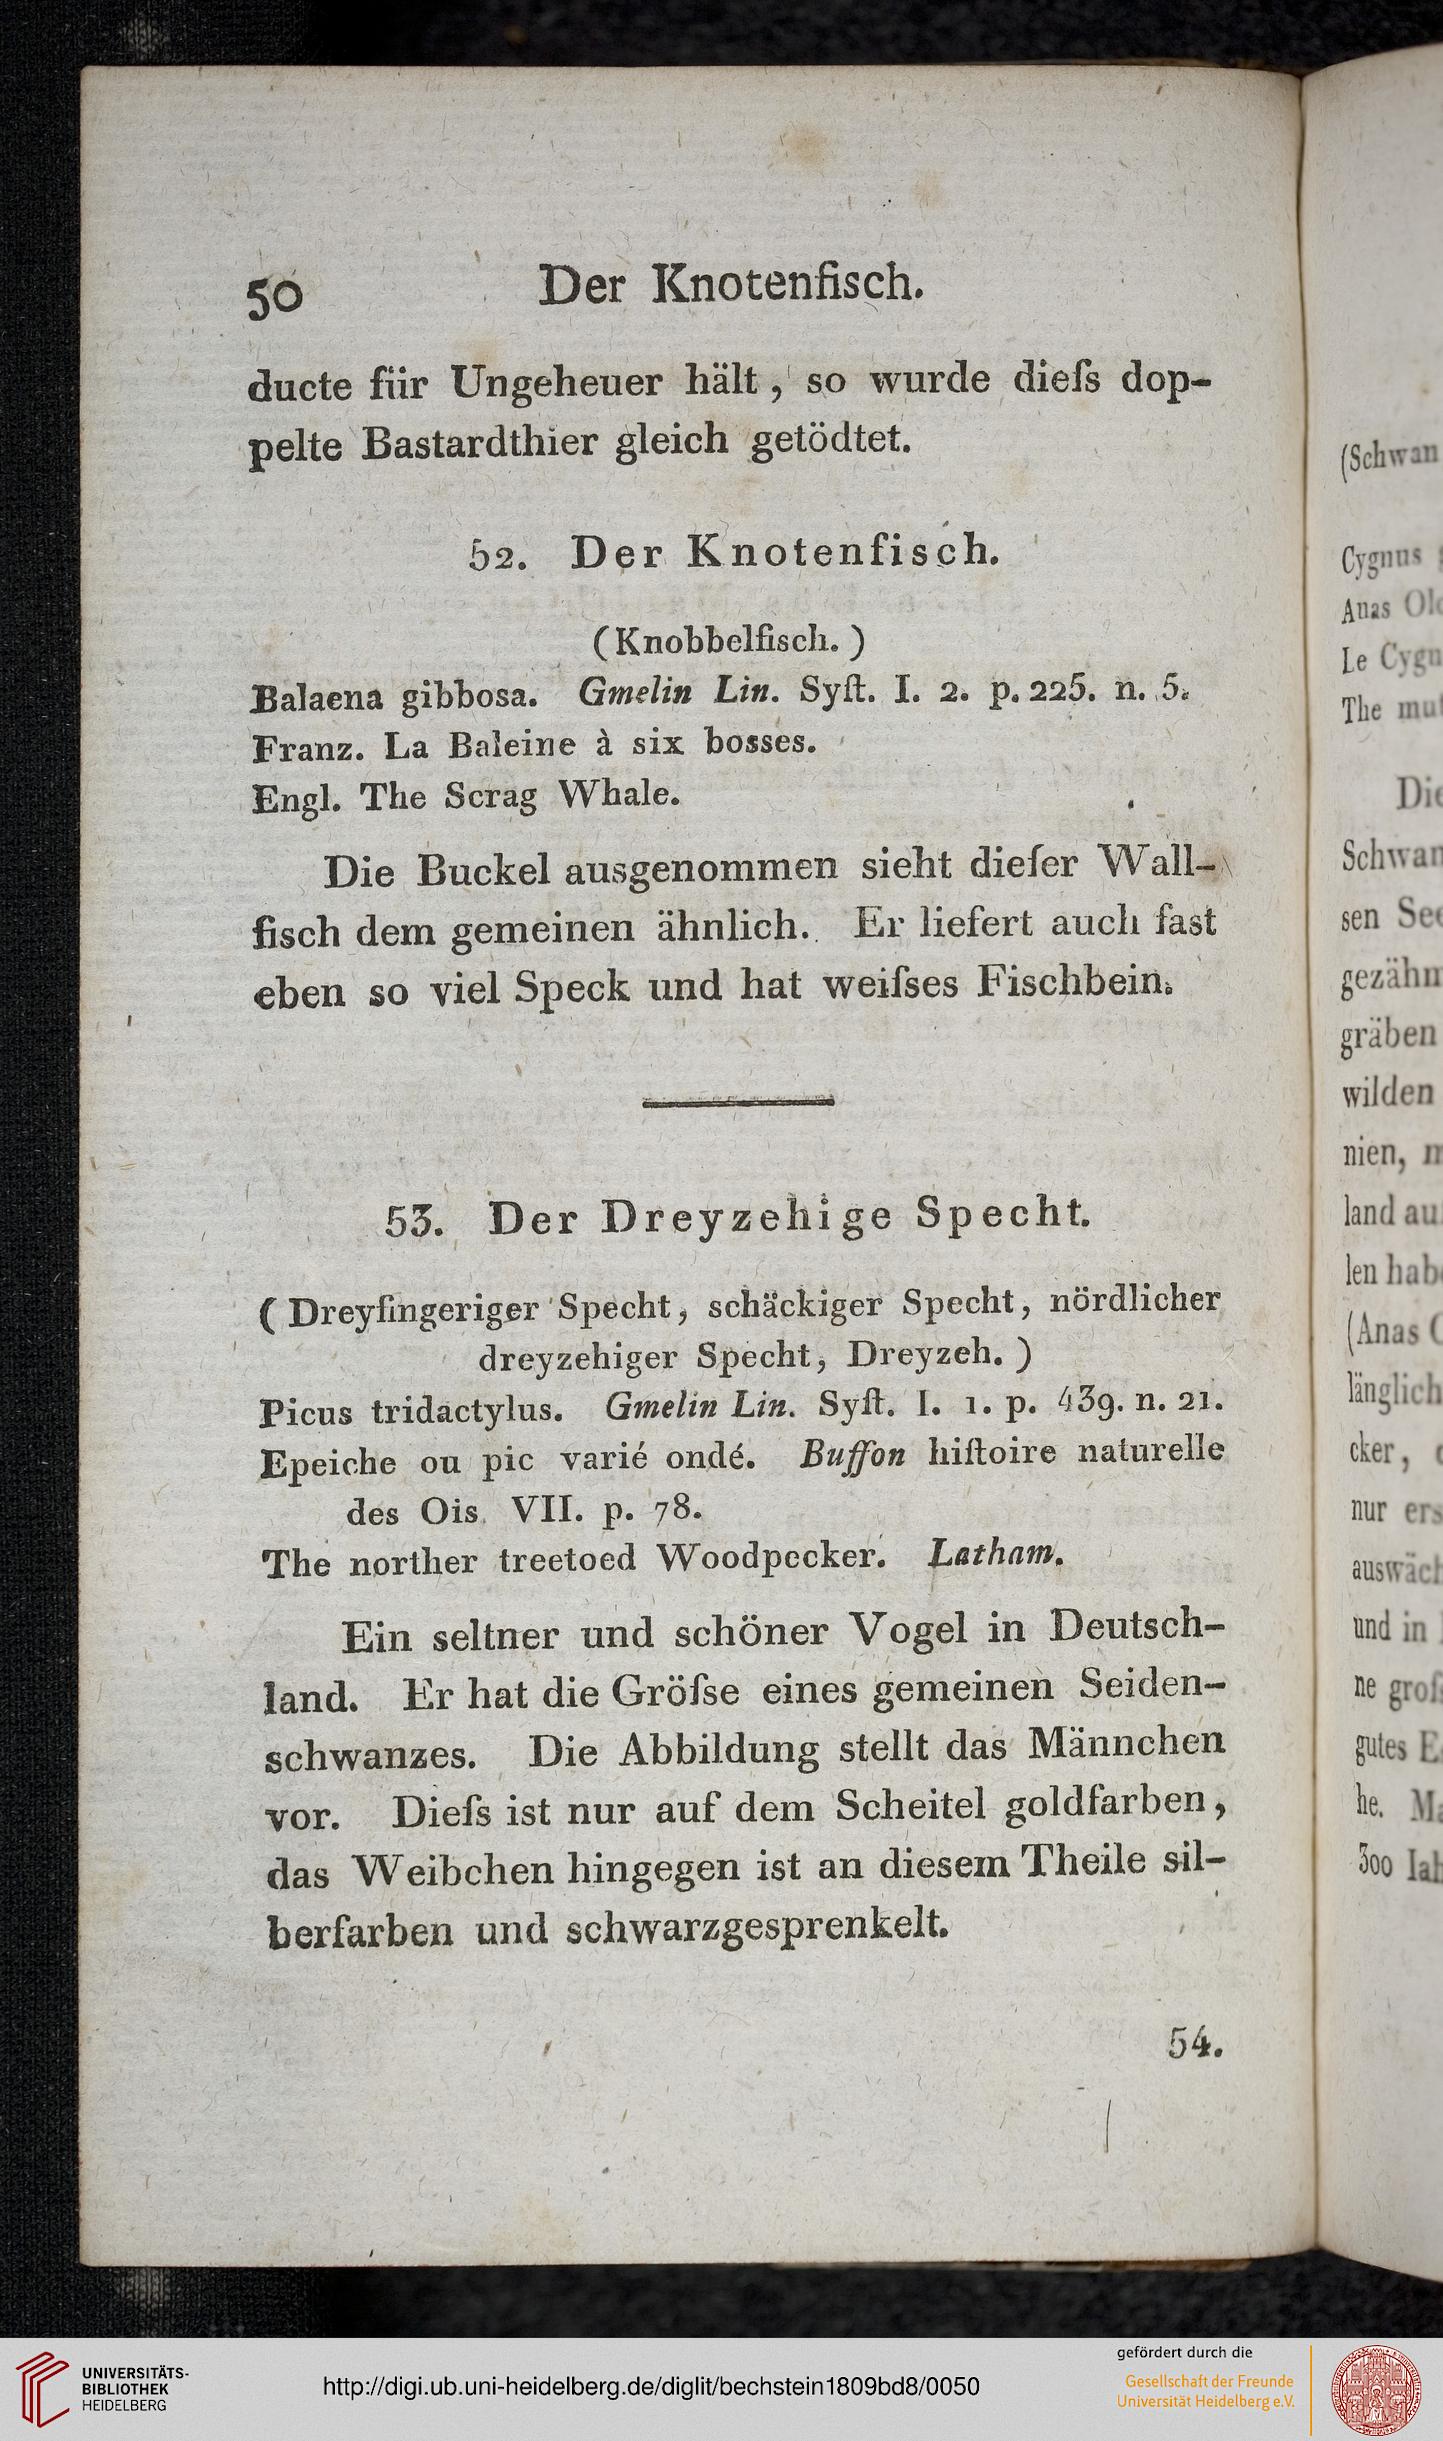 50 Der Knotenfisch.
ducte für Ungeheuer hält, so wurde dieſs dop-
pelte Bastardthier gleich getödtet.
52. Der Knotenfisch.
(Knobbelfisch.)
Balaena gibbosa. Gmelin Lin. Syſt. I. 2. p. 225. n. 5.
Franz. La Baleine à six bosses.
Engl. The Scrag Whale.
Die Buckel ausgenommen sieht dieſer Wall-
fisch dem gemeinen ähnlich. Er liefert auch fast
eben so viel Speck und hat weiſses Fischbein.
53. Der Dreyzehige Specht.
(Dreyfingeriger Specht, schäckiger Specht, nördlicher
dreyzehiger Specht, Dreyzeh.)
Picus tridactylus. Gmelin Lin. Syſt. I. 1. p. 439. n. 21.
Epeiche ou pic varié ondé. Buffon hiſtoire naturelle
des Ois. VII. p. 78.
The norther treetoed Woodpecker. Latham.
Ein seltner und schöner Vogel in Deutsch-
land. Er hat die Gröſse eines gemeinen Seiden-
schwanzes. Die Abbildung stellt das Männchen
vor. Dieſs ist nur auf dem Scheitel goldfarben,
das Weibchen hingegen ist an diesem Theile sil-
berfarben und schwarzgesprenkelt.
54.
(Schwan
Cygnus
Anas
Le Cygn
The mu
Die
Schwan
sen See
gezähm
gräben
wilden
nien,
land au
len hab
(Anas
länglich
cker,
nur ers
auswäch
und in
ne groſ
gutes
he.
300 Iah
UNIVERSITÄTS-
BIBLIOTHEK
HEIDELBERG
http://digi.ub.uni-heidelberg.de/diglit/bechstein1809bd8/0050
gefördert durch die
Gesellschaft der Freunde
Universität Heidelberg e.V.